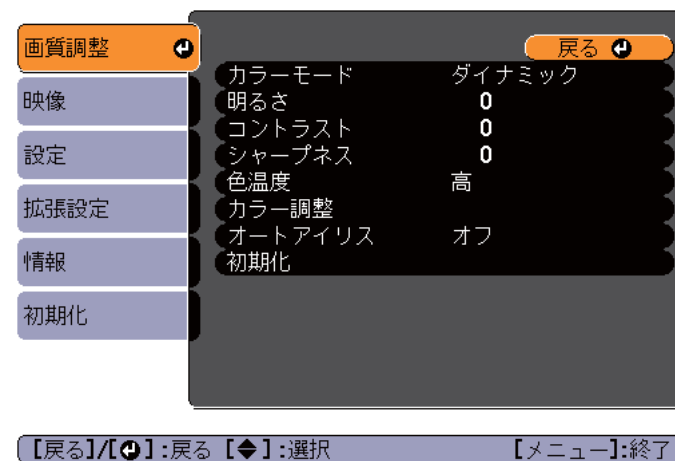 画質調整
映像
設定
拡張設定
情報
初期化
戻る
カラーモード ダイナミック
明るさ 0
コントラスト 0
シャープネス 0
色温度 高
カラー調整
オートアイリス オフ
初期化
【戻る】/【】:戻る 【】:選択 【メニュー】:終了